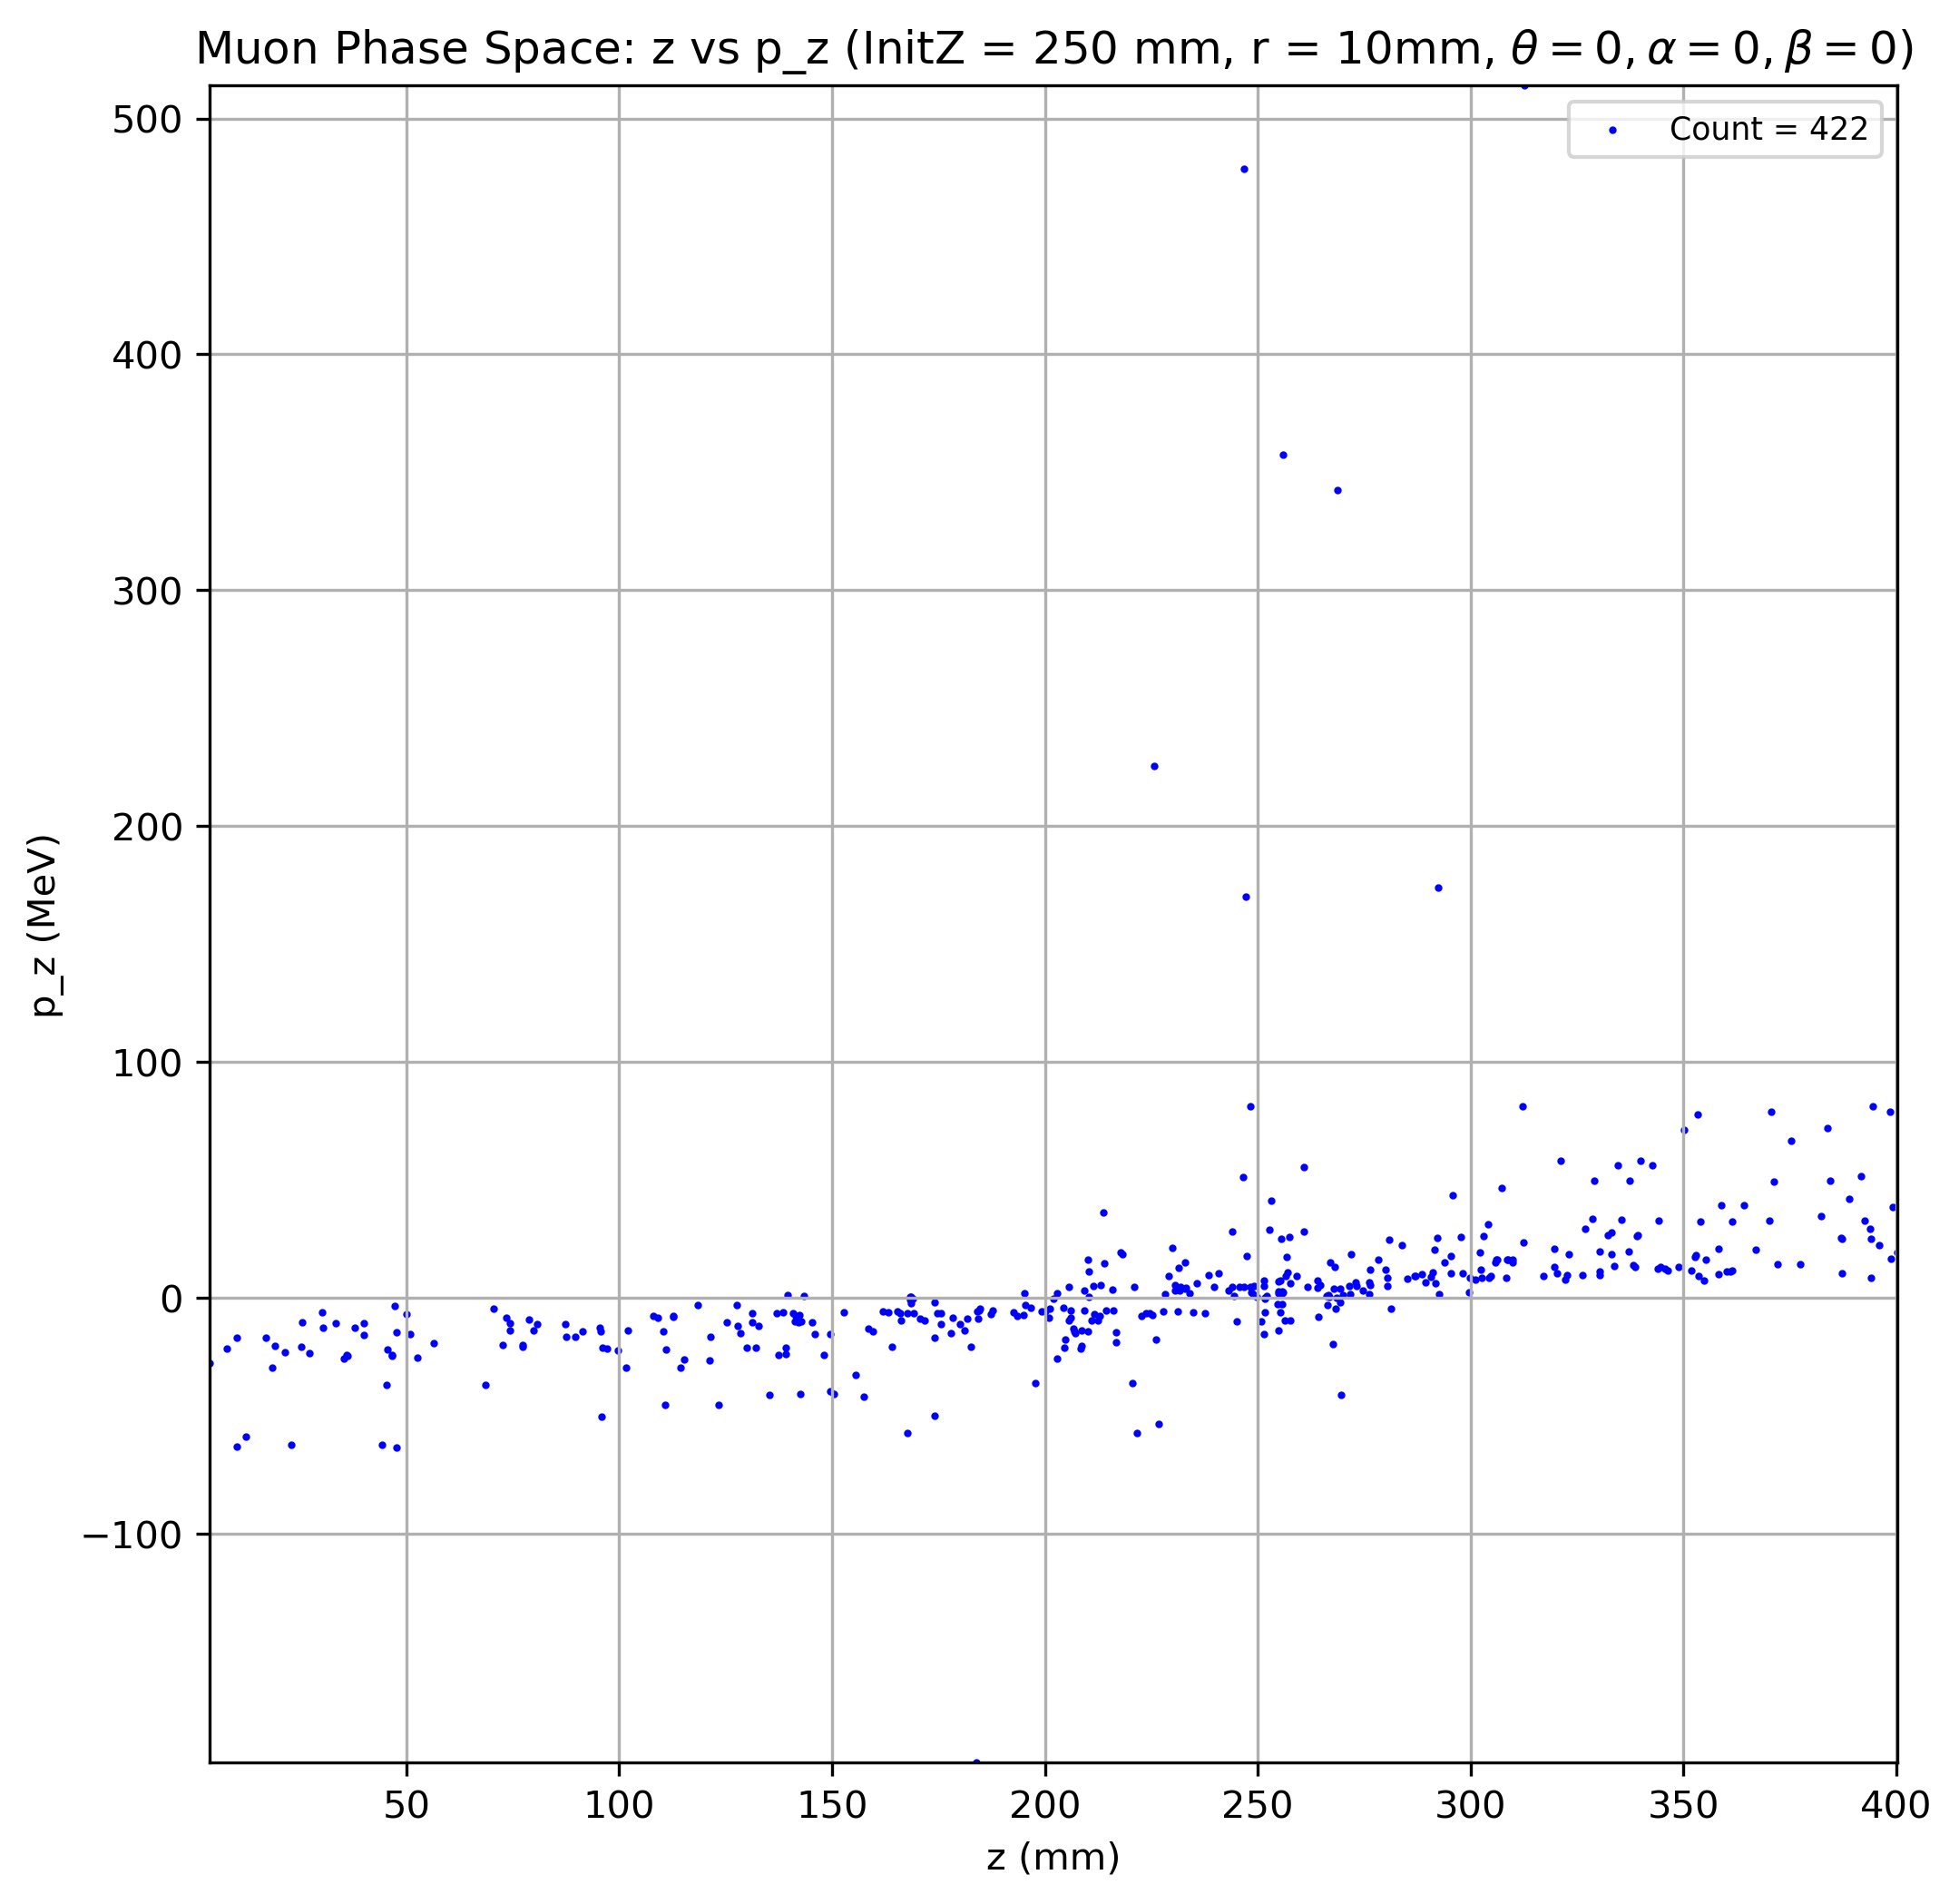 Muon Phase Space: z vs p_z (InitZ = 250 mm, r = 10mm, θ = 0, α = 0, β = 0)
Count = 422
500
400
300
200
100
0
−100
p_z (MeV)
50 100 150 200 250 300 350 400
z (mm)